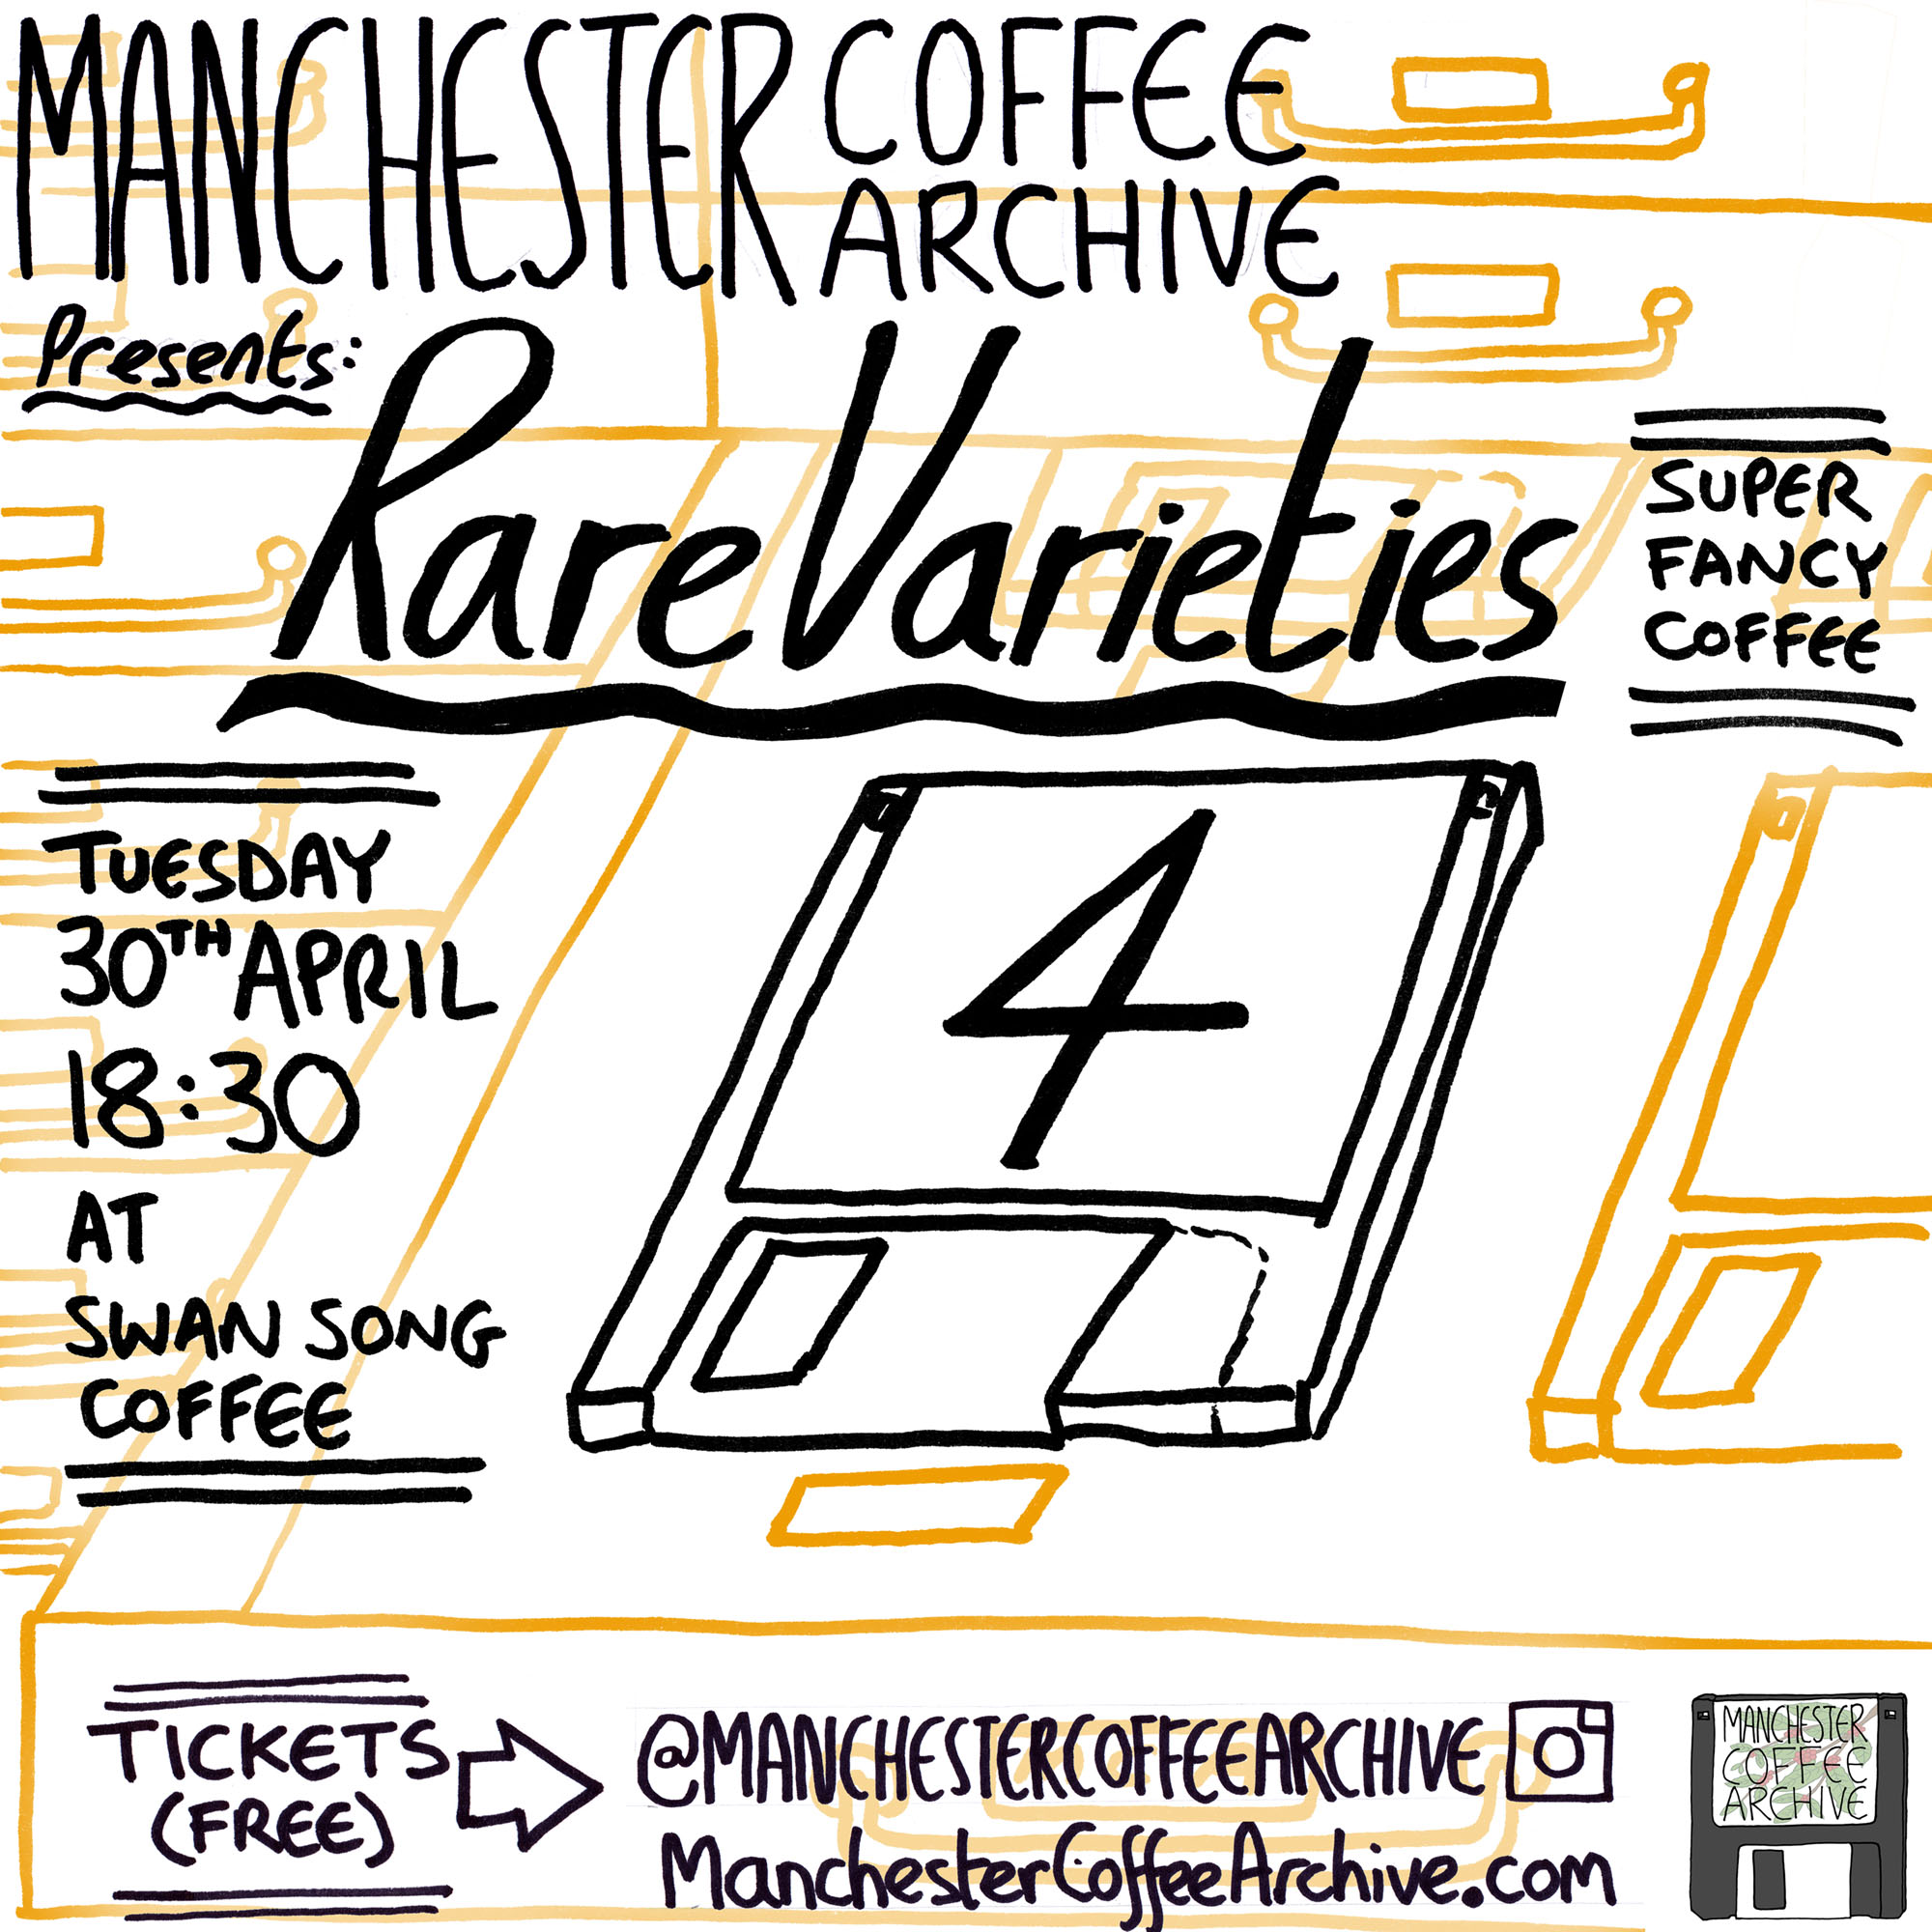 MANCHESTER COFFEE ARCHIVE
Presents:
Rare Varieties
SUPER
FANCY
COFFEE
4
TUESDAY
30TH APRIL
18:30
AT
SWAN SONG
COFFEE
TICKETS
(FREE)
@MANCHESTERCOFFEEARCHIVE
ManchesterCoffeeArchive.com
MANCHESTER
COFFEE
ARCHIVE